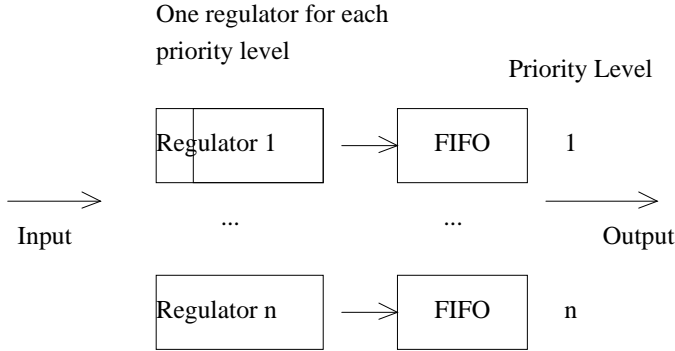 One regulator for each
priority level
Priority Level
Regulator 1
FIFO
1
...
...
Input
Output
Regulator n
FIFO
n